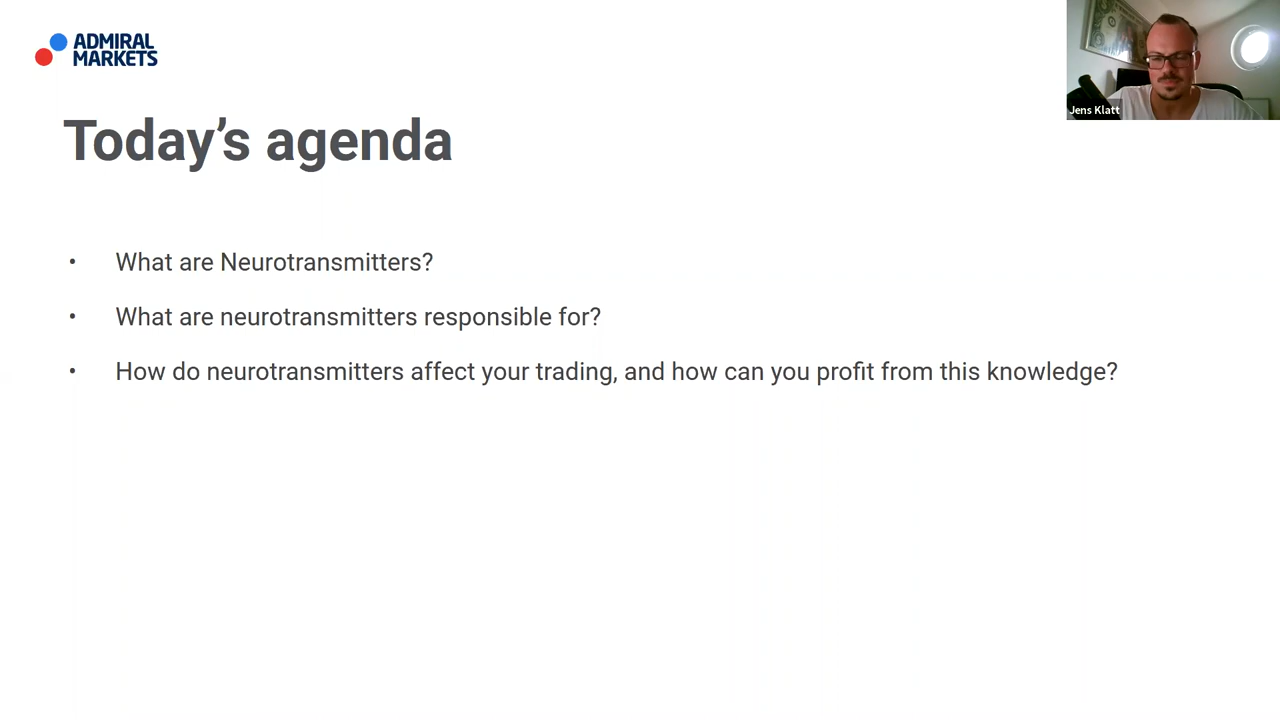 ADMIRAL
MARKETS
Jens Klatt
Today’s agenda
• What are Neurotransmitters?
• What are neurotransmitters responsible for?
• How do neurotransmitters affect your trading, and how can you profit from this knowledge?